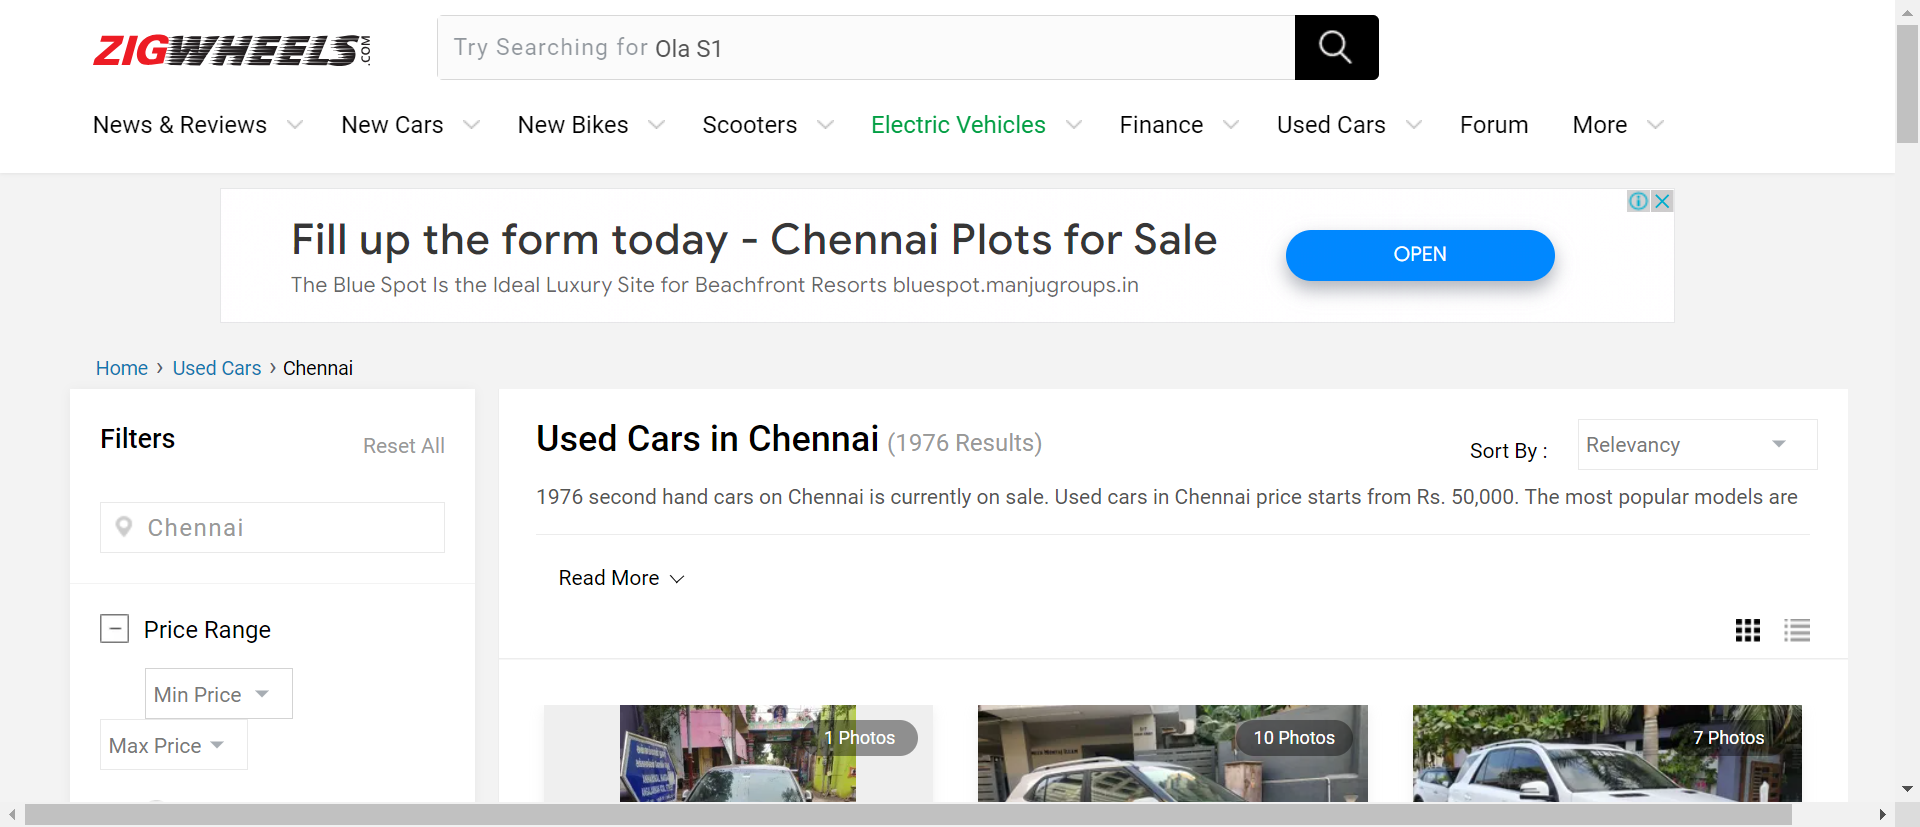 ZIGWHEELS.COM
Try Searching for Ola S1
News & Reviews New Cars New Bikes Scooters Electric Vehicles Finance Used Cars Forum More
Fill up the form today - Chennai Plots for Sale
The Blue Spot Is the Ideal Luxury Site for Beachfront Resorts bluespot.manjugroups.in
OPEN
Home › Used Cars › Chennai
Filters
Reset All
Chennai
Price Range
Min Price
Max Price
Used Cars in Chennai (1976 Results)
Sort By :
Relevancy
1976 second hand cars on Chennai is currently on sale. Used cars in Chennai price starts from Rs. 50,000. The most popular models are
Read More
1 Photos
10 Photos
7 Photos